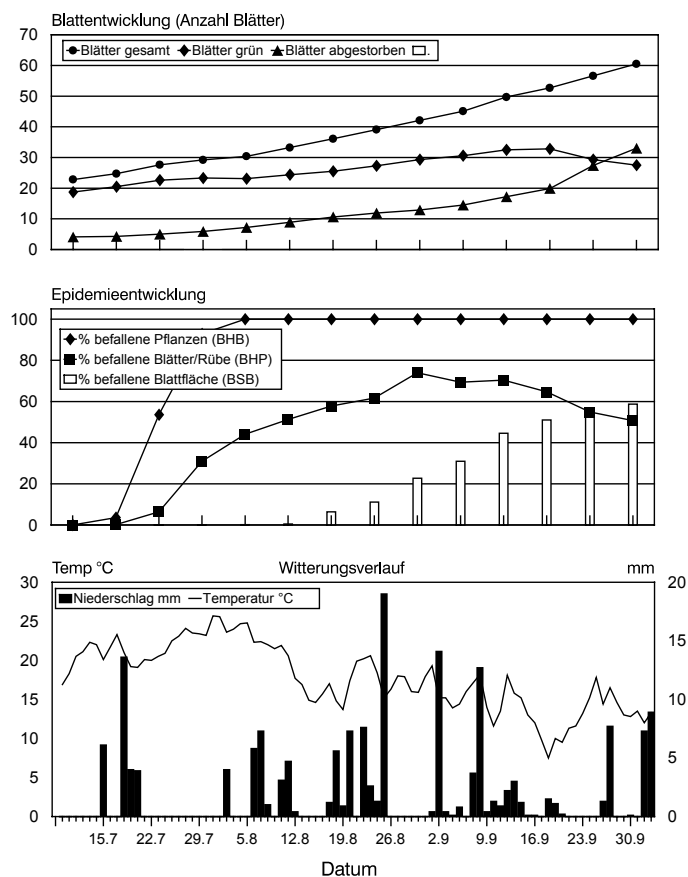 Blattentwicklung (Anzahl Blätter)
70
Blätter gesamt Blätter grün Blätter abgestorben .
60
50
40
30
20
10
0
Epidemieentwicklung
100
% befallene Pflanzen (BHB)
80
% befallene Blätter/Rübe (BHP)
% befallene Blattfläche (BSB)
60
40
20
0
Temp °C Witterungsverlauf mm
30 20
Niederschlag mm Temperatur °C
25
20 15
15 10
10
5 5
0 0
15.7 22.7 29.7 5.8 12.8 19.8 26.8 2.9 9.9 16.9 23.9 30.9
Datum